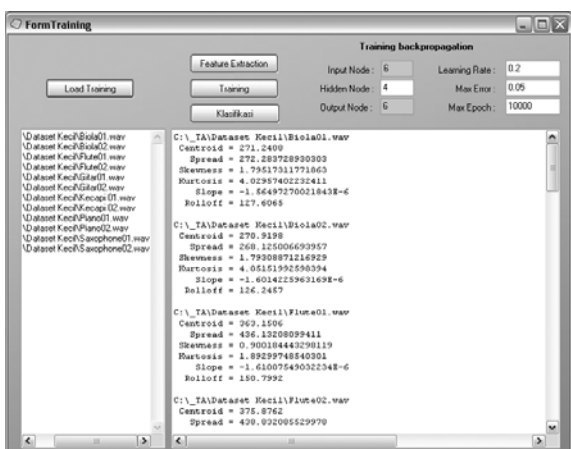 FormTraining
Training backpropagation
Feature Extraction
Input Node : 6
Learning Rate : 0.2
Load Training
Training
Hidden Node : 4
Max Error : 0.05
Klasifikasi
Output Node : 6
Max Epoch : 10000
\Dataset Kecil\Biola01.wav
\Dataset Kecil\Biola02.wav
\Dataset Kecil\Flute01.wav
\Dataset Kecil\Flute02.wav
\Dataset Kecil\Gitar01.wav
\Dataset Kecil\Gitar02.wav
\Dataset Kecil\Kecapi 01.wav
\Dataset Kecil\Kecapi 02.wav
\Dataset Kecil\Piano01.wav
\Dataset Kecil\Piano02.wav
\Dataset Kecil\Saxophone01.wav
\Dataset Kecil\Saxophone02.wav
C:\_TA\Dataset Kecil\Biola01.wav
Centroid = 271.2408
Spread = 272.283728930303
Skewness = 1.79517311771863
Kurtosis = 4.02957402232411
Slope = -1.56497270021843E-6
Rolloff = 127.6065
C:\_TA\Dataset Kecil\Biola02.wav
Centroid = 270.9198
Spread = 268.125006693957
Skewness = 1.79308871216929
Kurtosis = 4.05151992590394
Slope = -1.6014225963169E-6
Rolloff = 126.2457
C:\_TA\Dataset Kecil\Flute01.wav
Centroid = 363.1506
Spread = 436.13208099411
Skewness = 0.900184443298119
Kurtosis = 1.89299748540301
Slope = -1.61007549032234E-6
Rolloff = 150.7992
C:\_TA\Dataset Kecil\Flute02.wav
Centroid = 375.8762
Spread = 438.832085529978